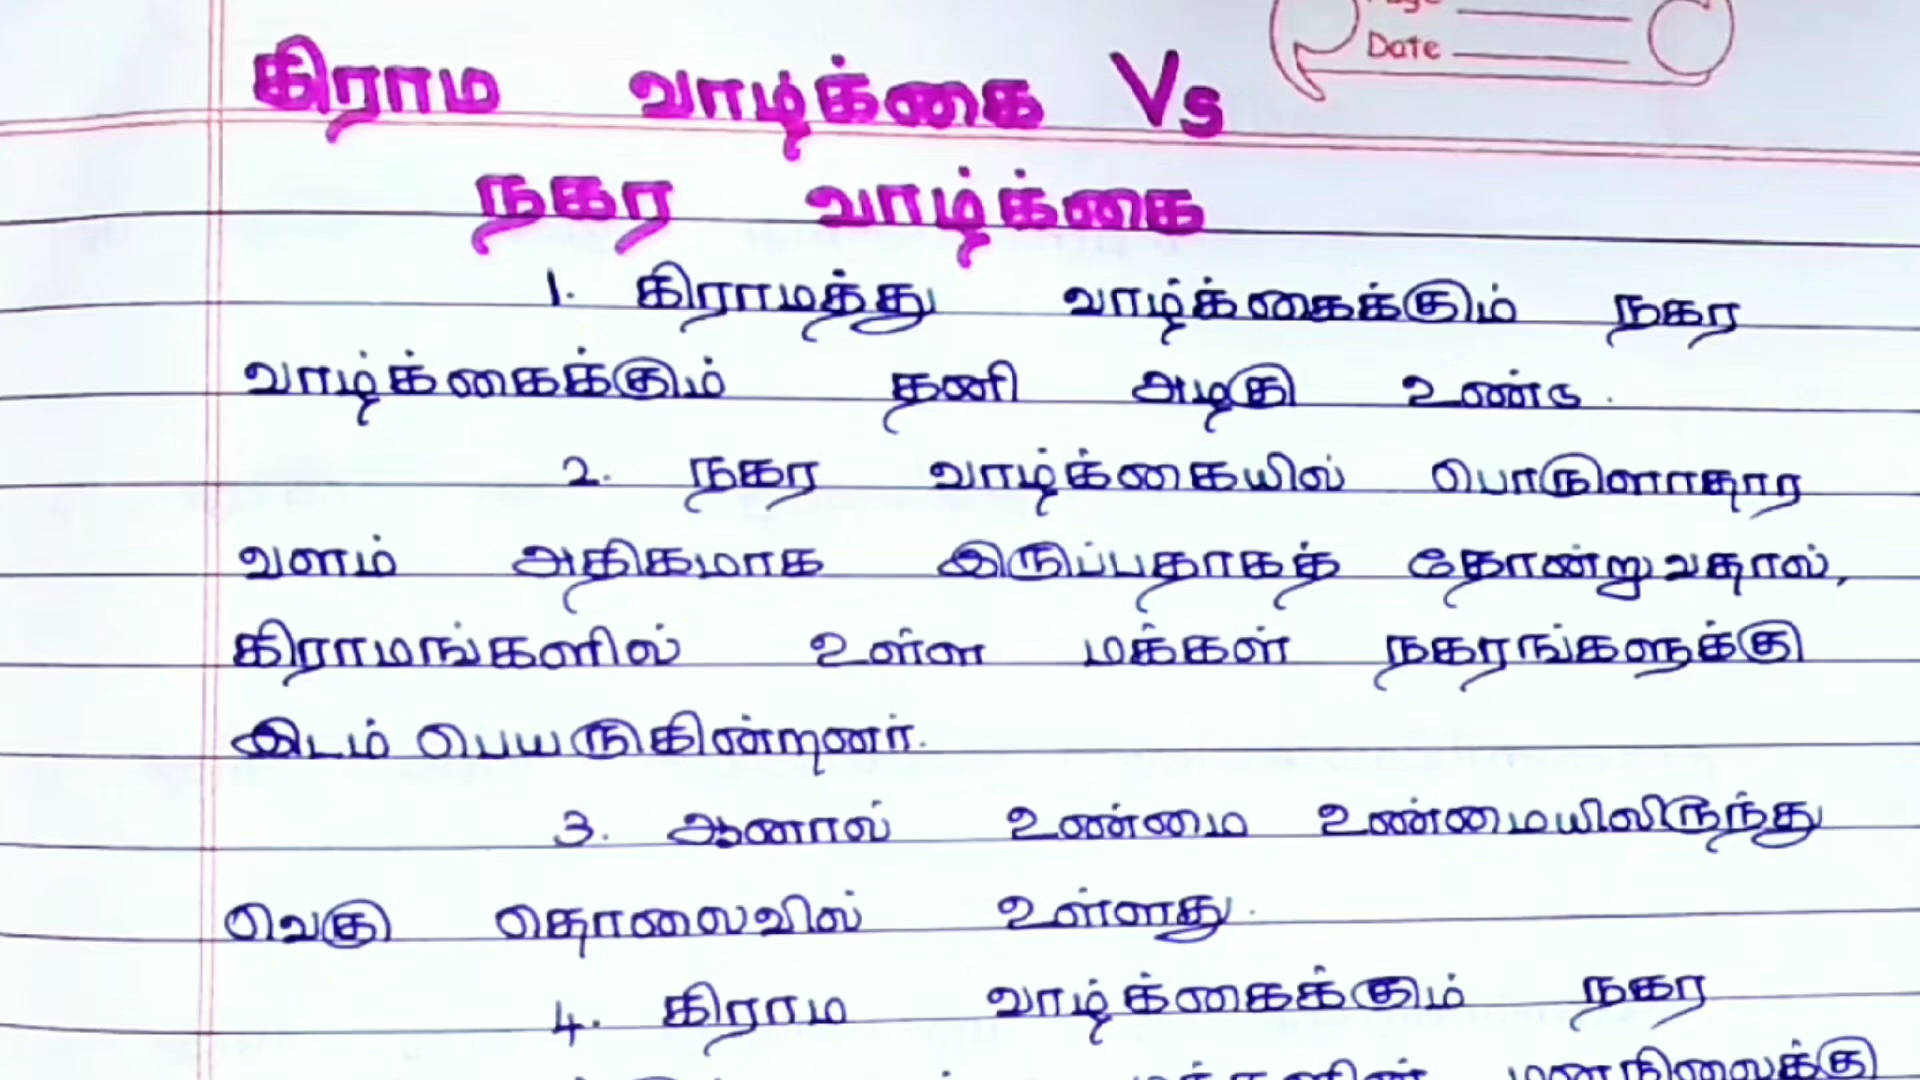 Date
கிராம வாழ்க்கை Vs
நகர வாழ்க்கை
1. கிராமத்து வாழ்க்கைக்கும் நகர
வாழ்க்கைக்கும் தனி அழகு உண்டு.
2. நகர வாழ்க்கையில் பொருளாதார
வளம் அதிகமாக இருப்பதாகத் தோன்றுவதால்,
கிராமங்களில் உள்ள மக்கள் நகரங்களுக்கு
இடம் பெயருகின்றனர்.
3. ஆனால் உண்மை உண்மையிலிருந்து
வெகு தொலைவில் உள்ளது.
4. கிராம வாழ்க்கைக்கும் நகர
மனநிலைக்கு